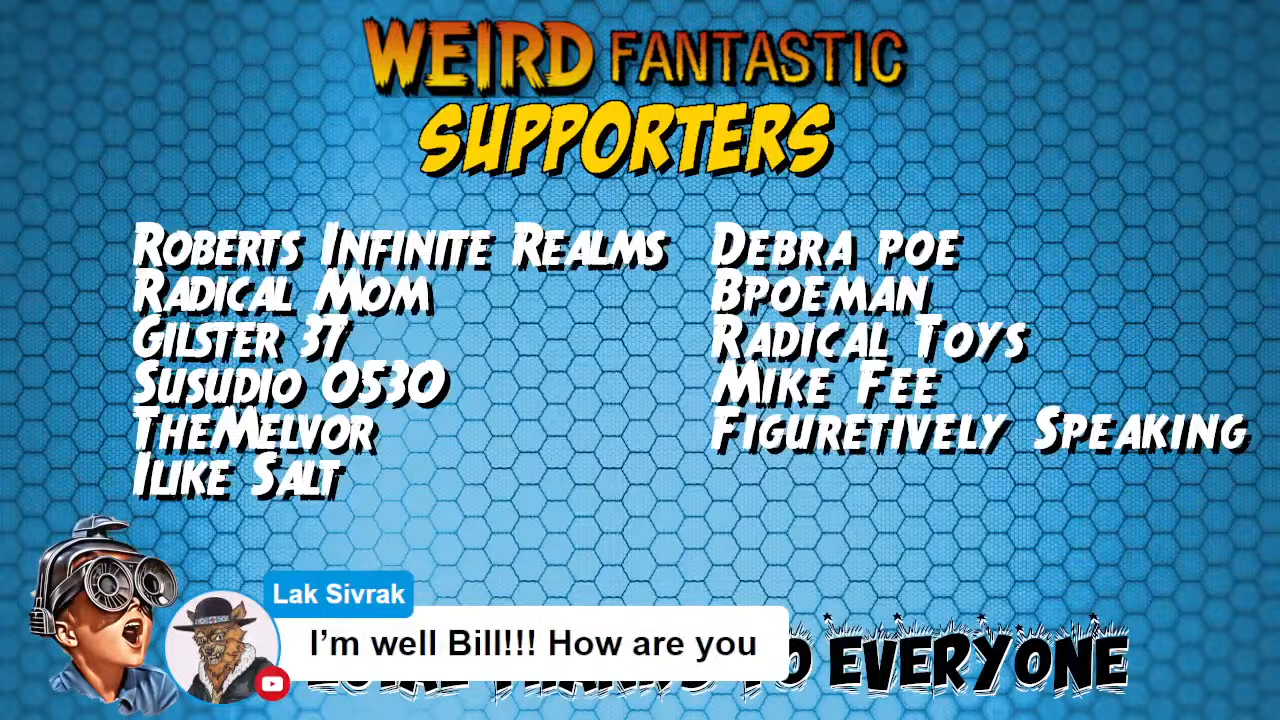 WEIRD FANTASTIC
SUPPORTERS
ROBERTS INFINITE REALMS
RADICAL MOM
GILSTER 37
SUSUDIO 0530
THEMELVOR
ILIKE SALT
DEBRA POE
BPOEMAN
RADICAL TOYS
MIKE FEE
FIGURETIVELY SPEAKING
Lak Sivrak
I’m well Bill!!! How are you
TO EVERYONE